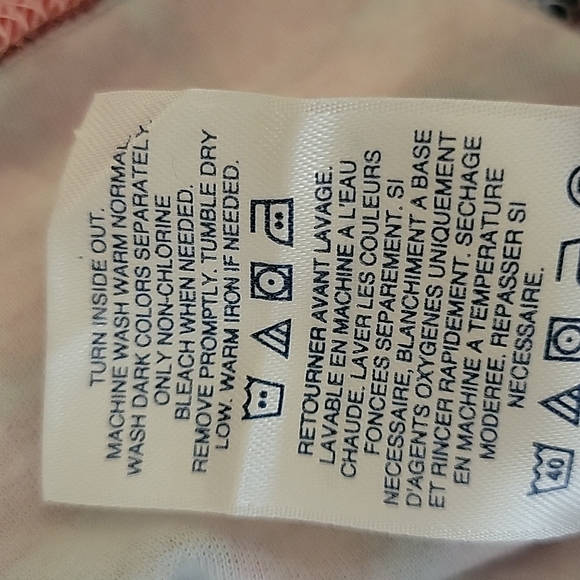 TURN INSIDE OUT.
MACHINE WASH WARM NORMAL,
WASH DARK COLORS SEPARATELY.
ONLY NON-CHLORINE
BLEACH WHEN NEEDED.
REMOVE PROMPTLY. TUMBLE DRY
LOW. WARM IRON IF NEEDED.
RETOURNER AVANT LAVAGE.
LAVABLE EN MACHINE A L'EAU
CHAUDE. LAVER LES COULEURS
FONCEES SEPAREMENT. SI
NECESSAIRE, BLANCHIMENT A BASE
D'AGENTS OXYGENES UNIQUEMENT
ET RINCER RAPIDEMENT. SECHAGE
EN MACHINE A TEMPERATURE
MODEREE. REPASSER SI
NECESSAIRE.
40